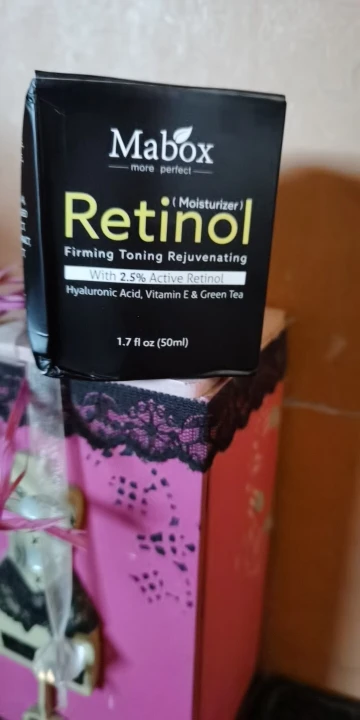 Mabox
more perfect
(Moisturizer)
Retinol
Firming Toning Rejuvenating
With 2.5% Active Retinol
Hyaluronic Acid, Vitamin E & Green Tea
1.7 fl oz (50ml)